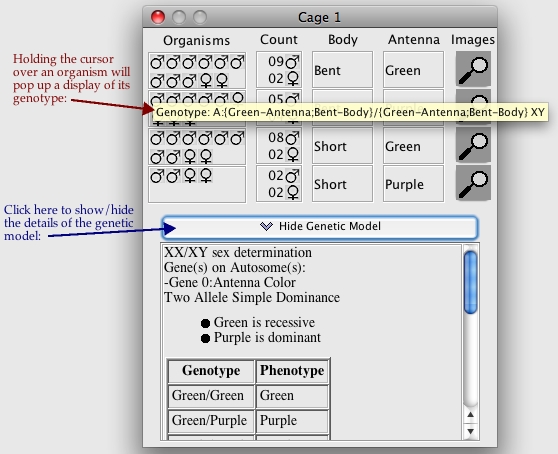 Cage 1
Organisms Count Body Antenna Images
♂♂♂♂♂♂ 09♂ Bent Green
♂♂♂♂♀♀ 02♀
Holding the cursor
over an organism will
pop up a display of its
genotype:
05♂
Genotype: A:{Green-Antenna;Bent-Body}/{Green-Antenna;Bent-Body} XY
♂♂♂♂♂♂ 08♂ Short Green
♂♂♀♀ 02♀
♂♂♀♀ 02♂ Short Purple
02♀
Click here to show/hide
the details of the genetic
model:
Hide Genetic Model
XX/XY sex determination
Gene(s) on Autosome(s):
-Gene 0:Antenna Color
Two Allele Simple Dominance
● Green is recessive
● Purple is dominant
Genotype Phenotype
Green/Green Green
Green/Purple Purple